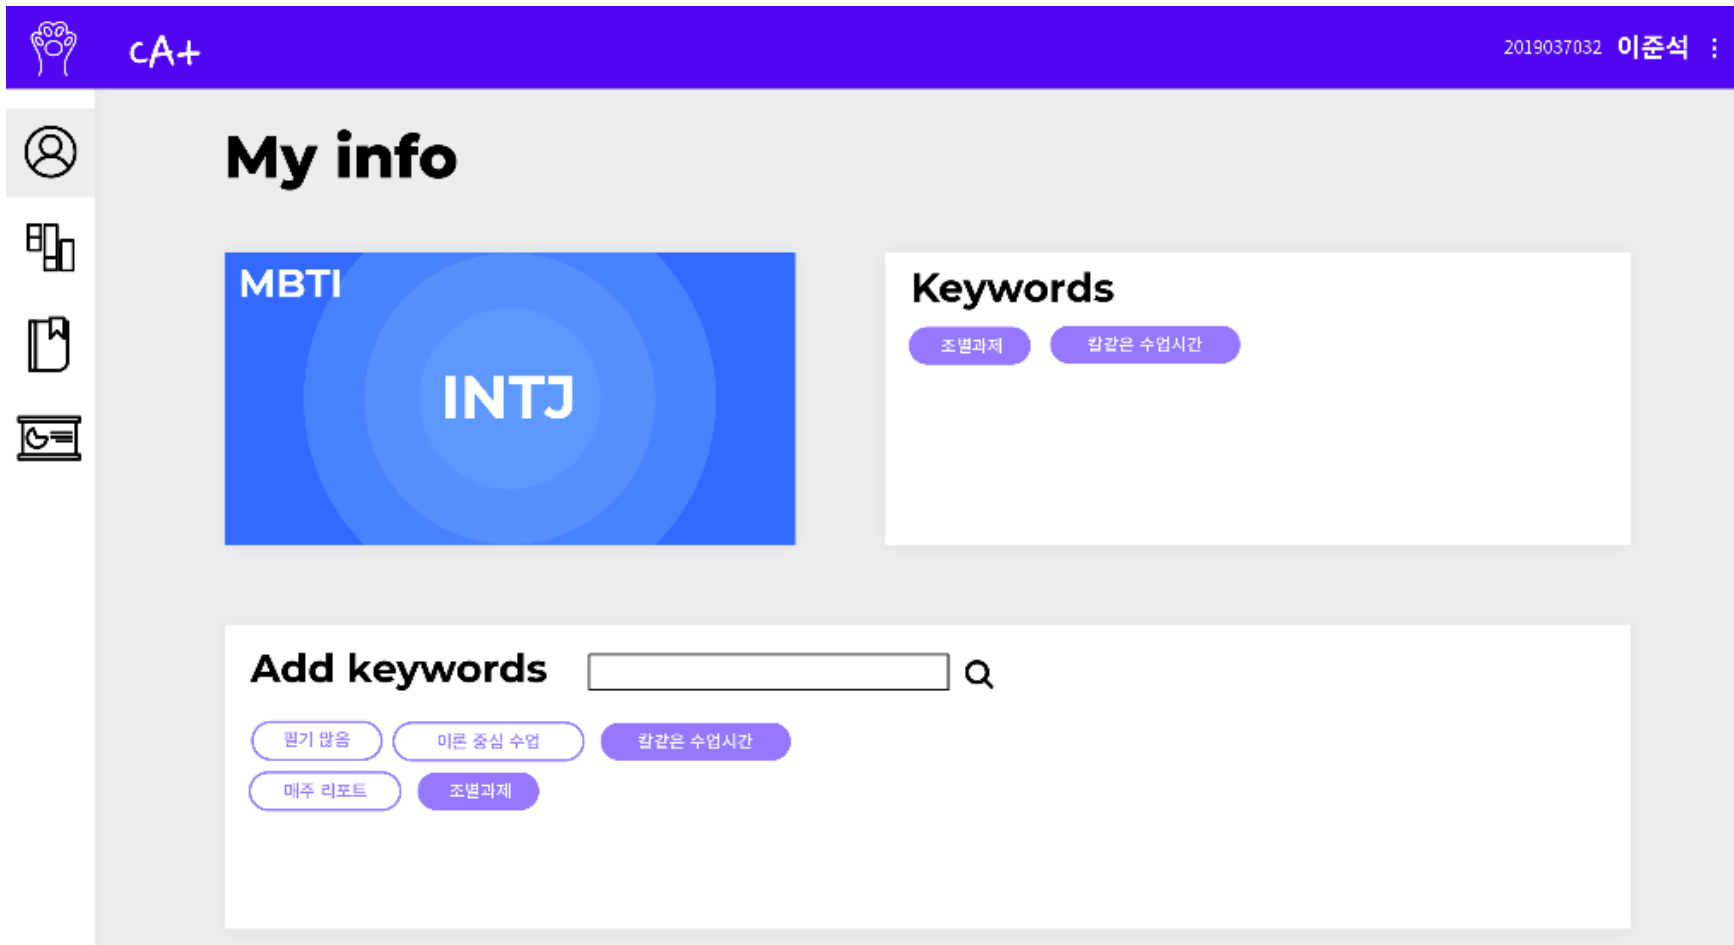 cA+
2019037032 이준석
My info
MBTI
INTJ
Keywords
조별과제 칼같은 수업시간
Add keywords
필기 많음 이론 중심 수업 칼같은 수업시간
매주 리포트 조별과제